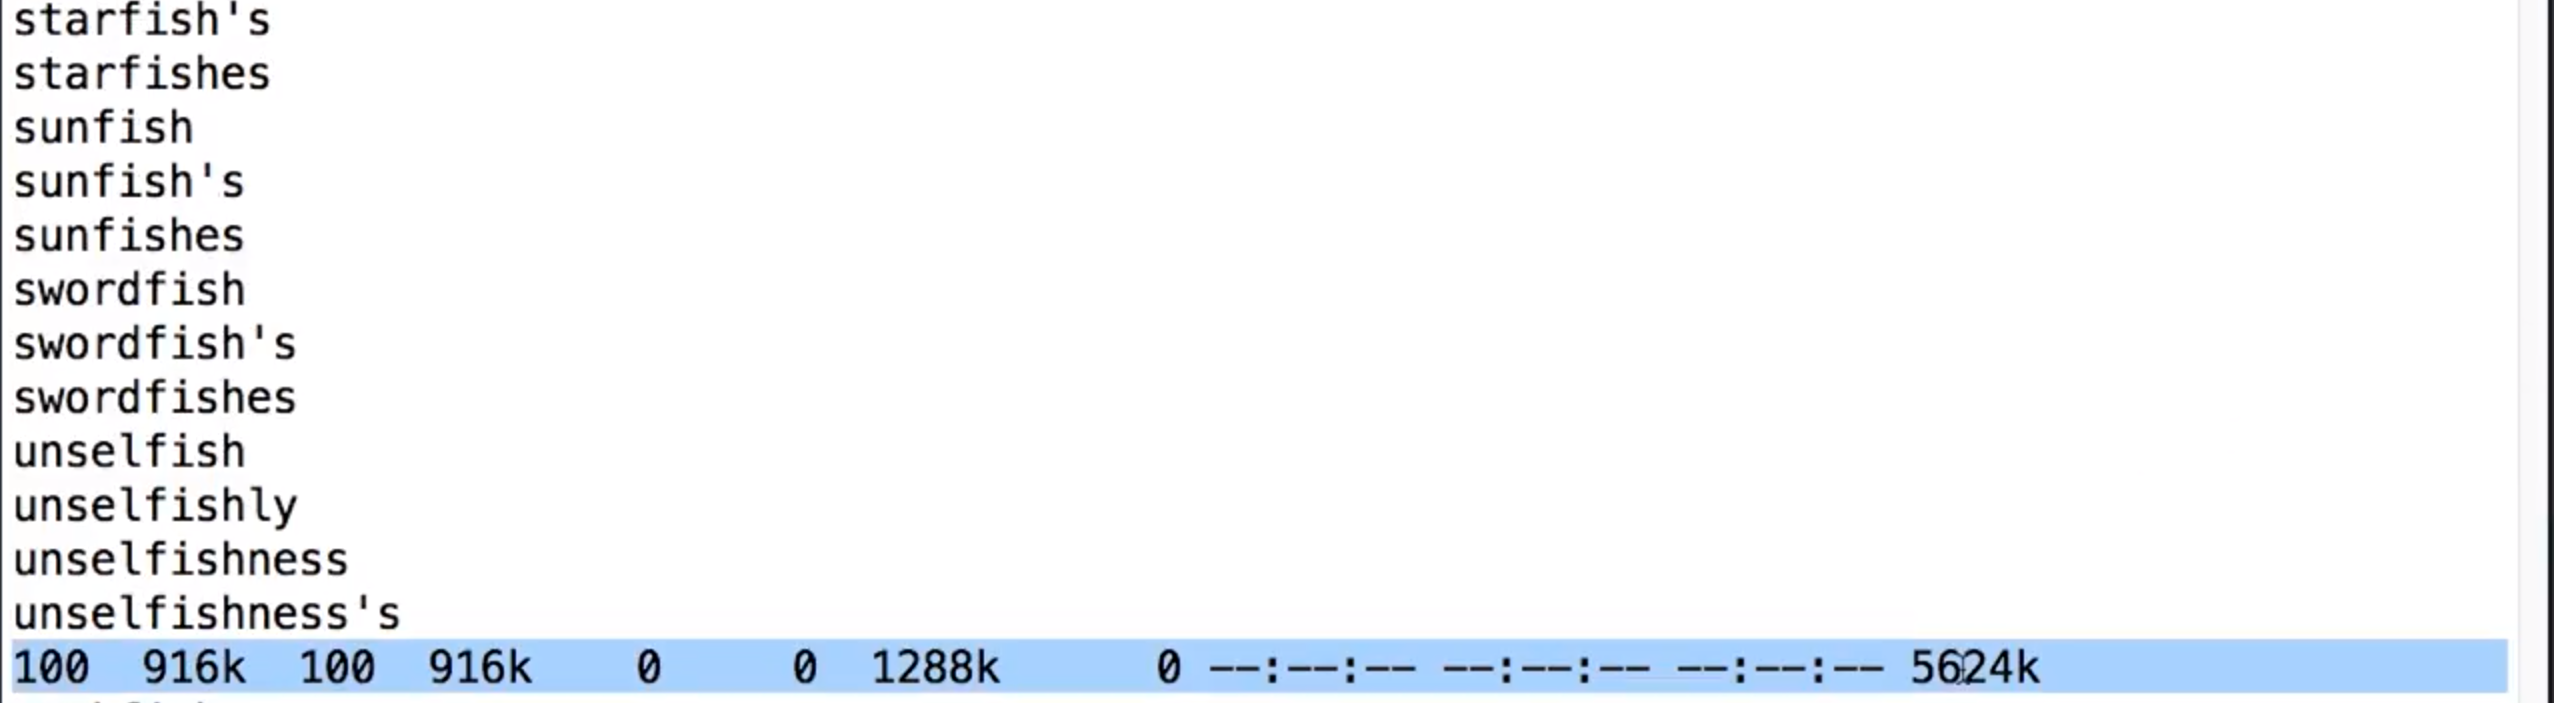 starfish's
starfishes
sunfish
sunfish's
sunfishes
swordfish
swordfish's
swordfishes
unselfish
unselfishly
unselfishness
unselfishness's
100  916k  100  916k    0     0  1288k      0 --:--:-- --:--:-- --:--:-- 5624k